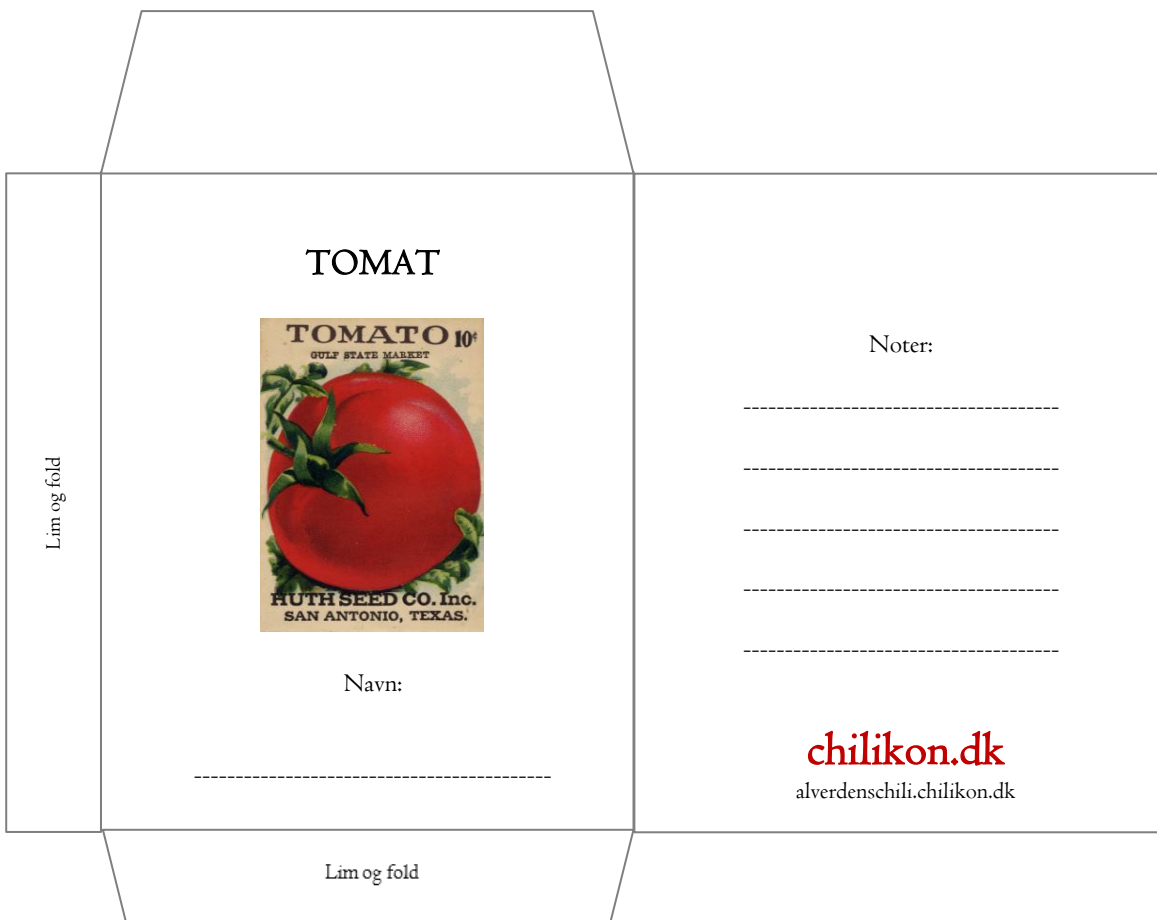 Lim og fold
TOMAT
TOMATO 10¢
GULF STATE MARKET
HUTH SEED CO. Inc.
SAN ANTONIO, TEXAS.
Navn:
Lim og fold
Noter:
chilikon.dk
alverdenschili.chilikon.dk